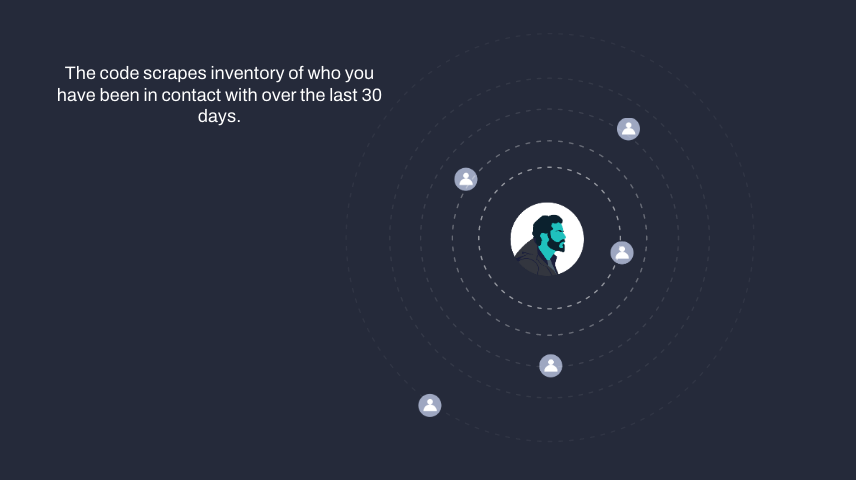 The code scrapes inventory of who you
have been in contact with over the last 30
days.